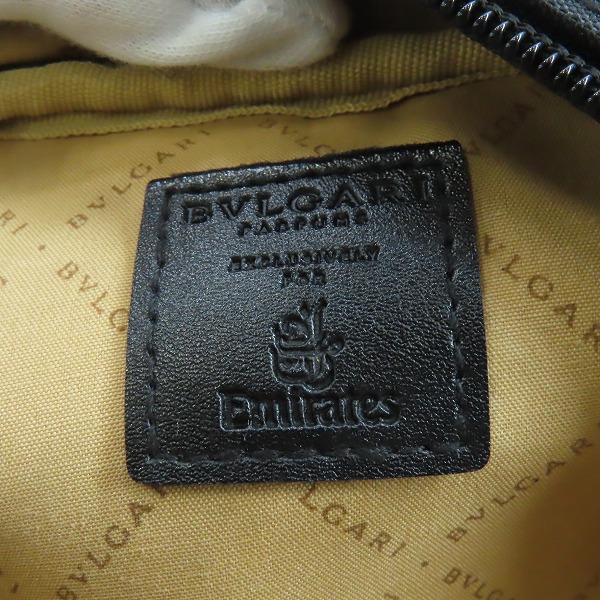 BVLGARI
PARFUMS
EXCLUSIVELY
FOR
Emirates
BVLGARI
BVLGARI
BVLGARI
BVLGARI